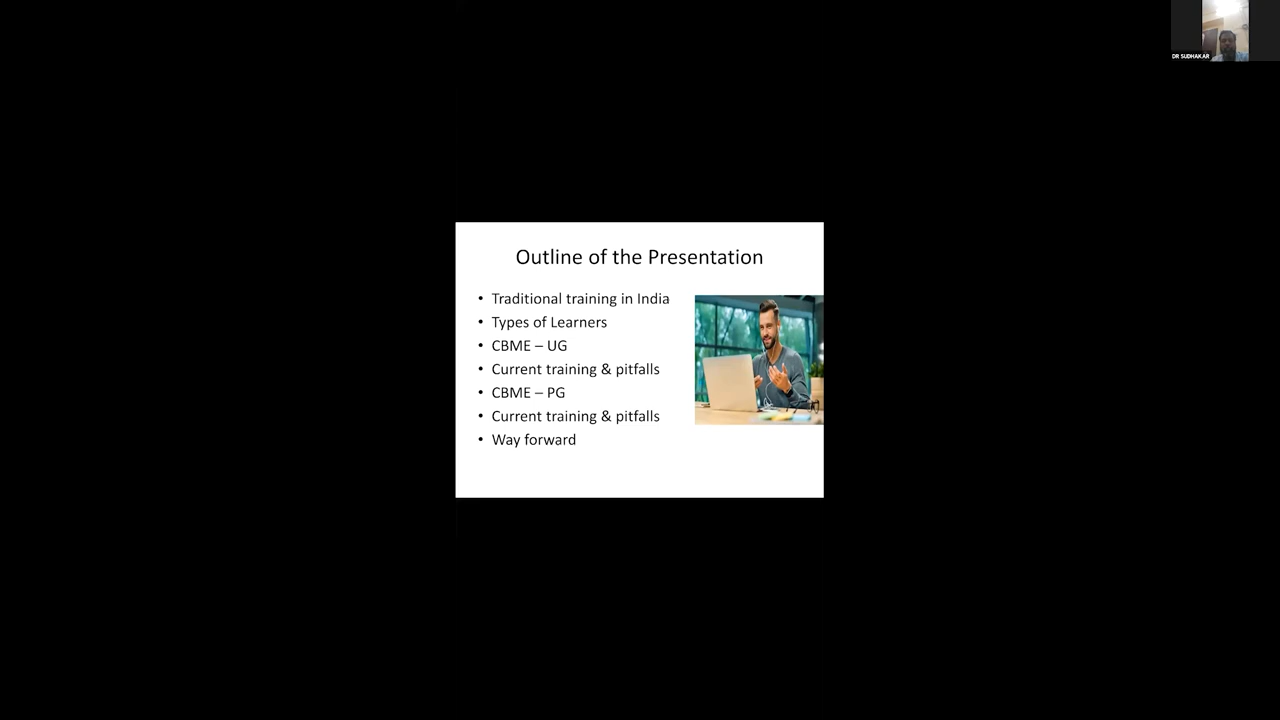 DR SUDHAKAR
Outline of the Presentation
• Traditional training in India
• Types of Learners
• CBME – UG
• Current training & pitfalls
• CBME – PG
• Current training & pitfalls
• Way forward